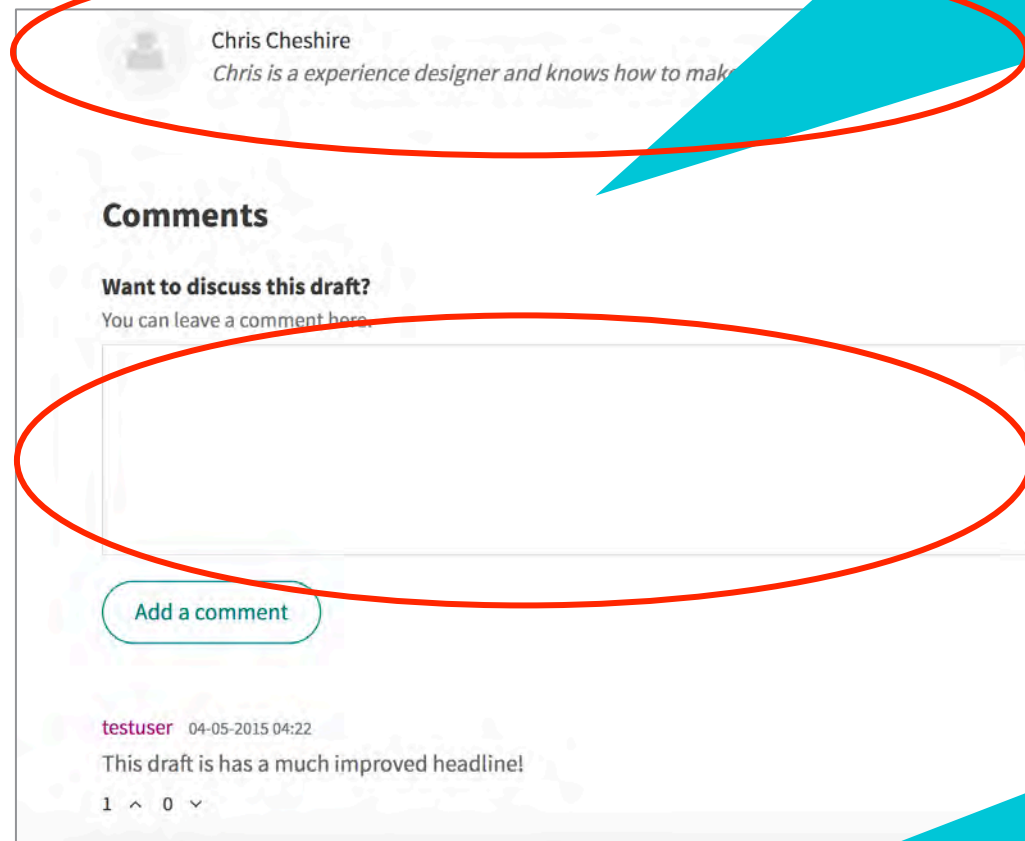 Chris Cheshire
Chris is a experience designer and knows how to make
Comments
Want to discuss this draft?
You can leave a comment here.
Add a comment
testuser 04-05-2015 04:22
This draft is has a much improved headline!
1 0